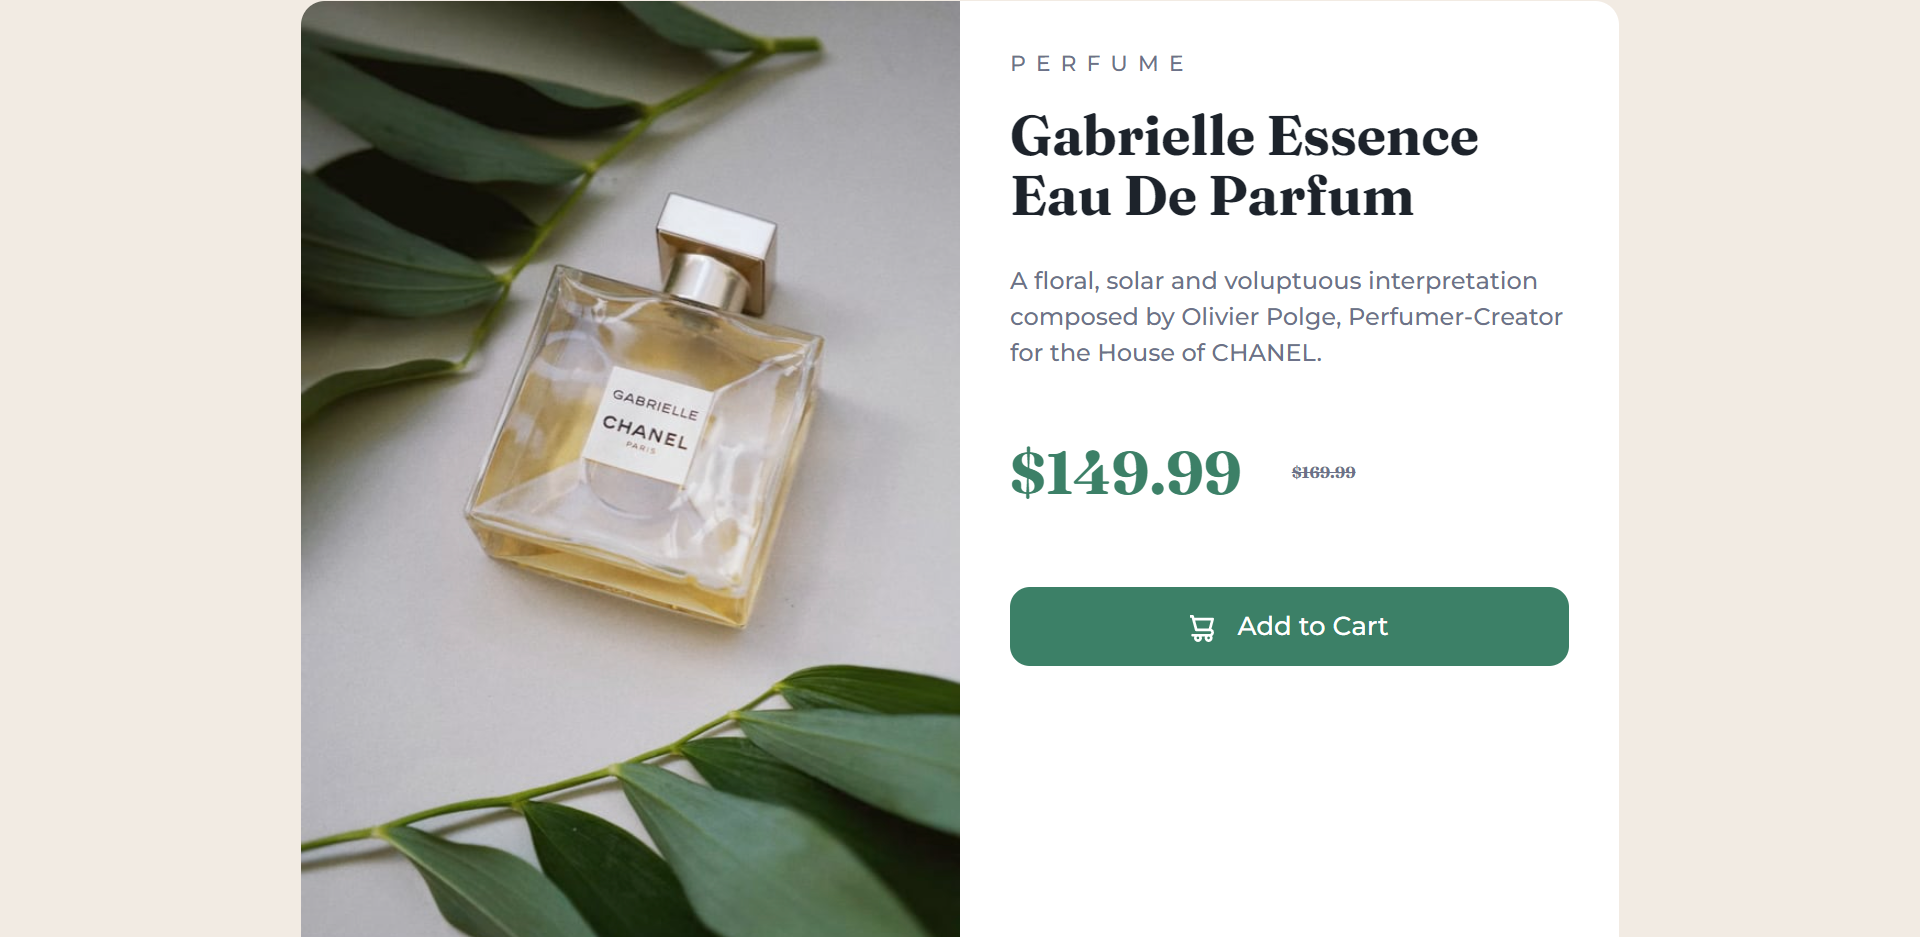 GABRIELLE
CHANEL
PARIS
PERFUME
Gabrielle Essence
Eau De Parfum
A floral, solar and voluptuous interpretation
composed by Olivier Polge, Perfumer-Creator
for the House of CHANEL.
$149.99 $169.99
Add to Cart